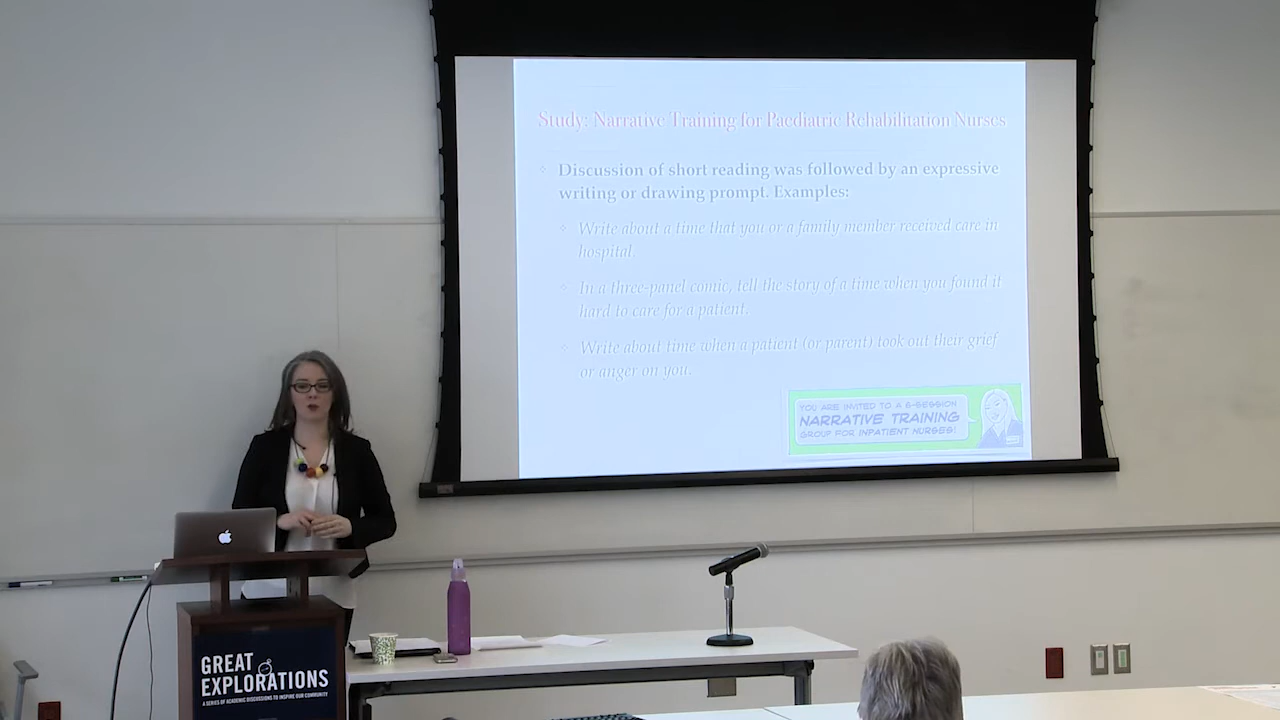 Study: Narrative Training for Paediatric Rehabilitation Nurses
Discussion of short reading was followed by an expressive
writing or drawing prompt. Examples:
Write about a time that you or a family member received care in
hospital.
In a three-panel comic, tell the story of a time when you found it
hard to care for a patient.
Write about time when a patient (or parent) took out their grief
or anger on you.
YOU ARE INVITED TO A 6-SESSION
NARRATIVE TRAINING
GROUP FOR INPATIENT NURSES!
GREAT
EXPLORATIONS
A SERIES OF ACADEMIC DISCUSSIONS TO INSPIRE OUR COMMUNITY